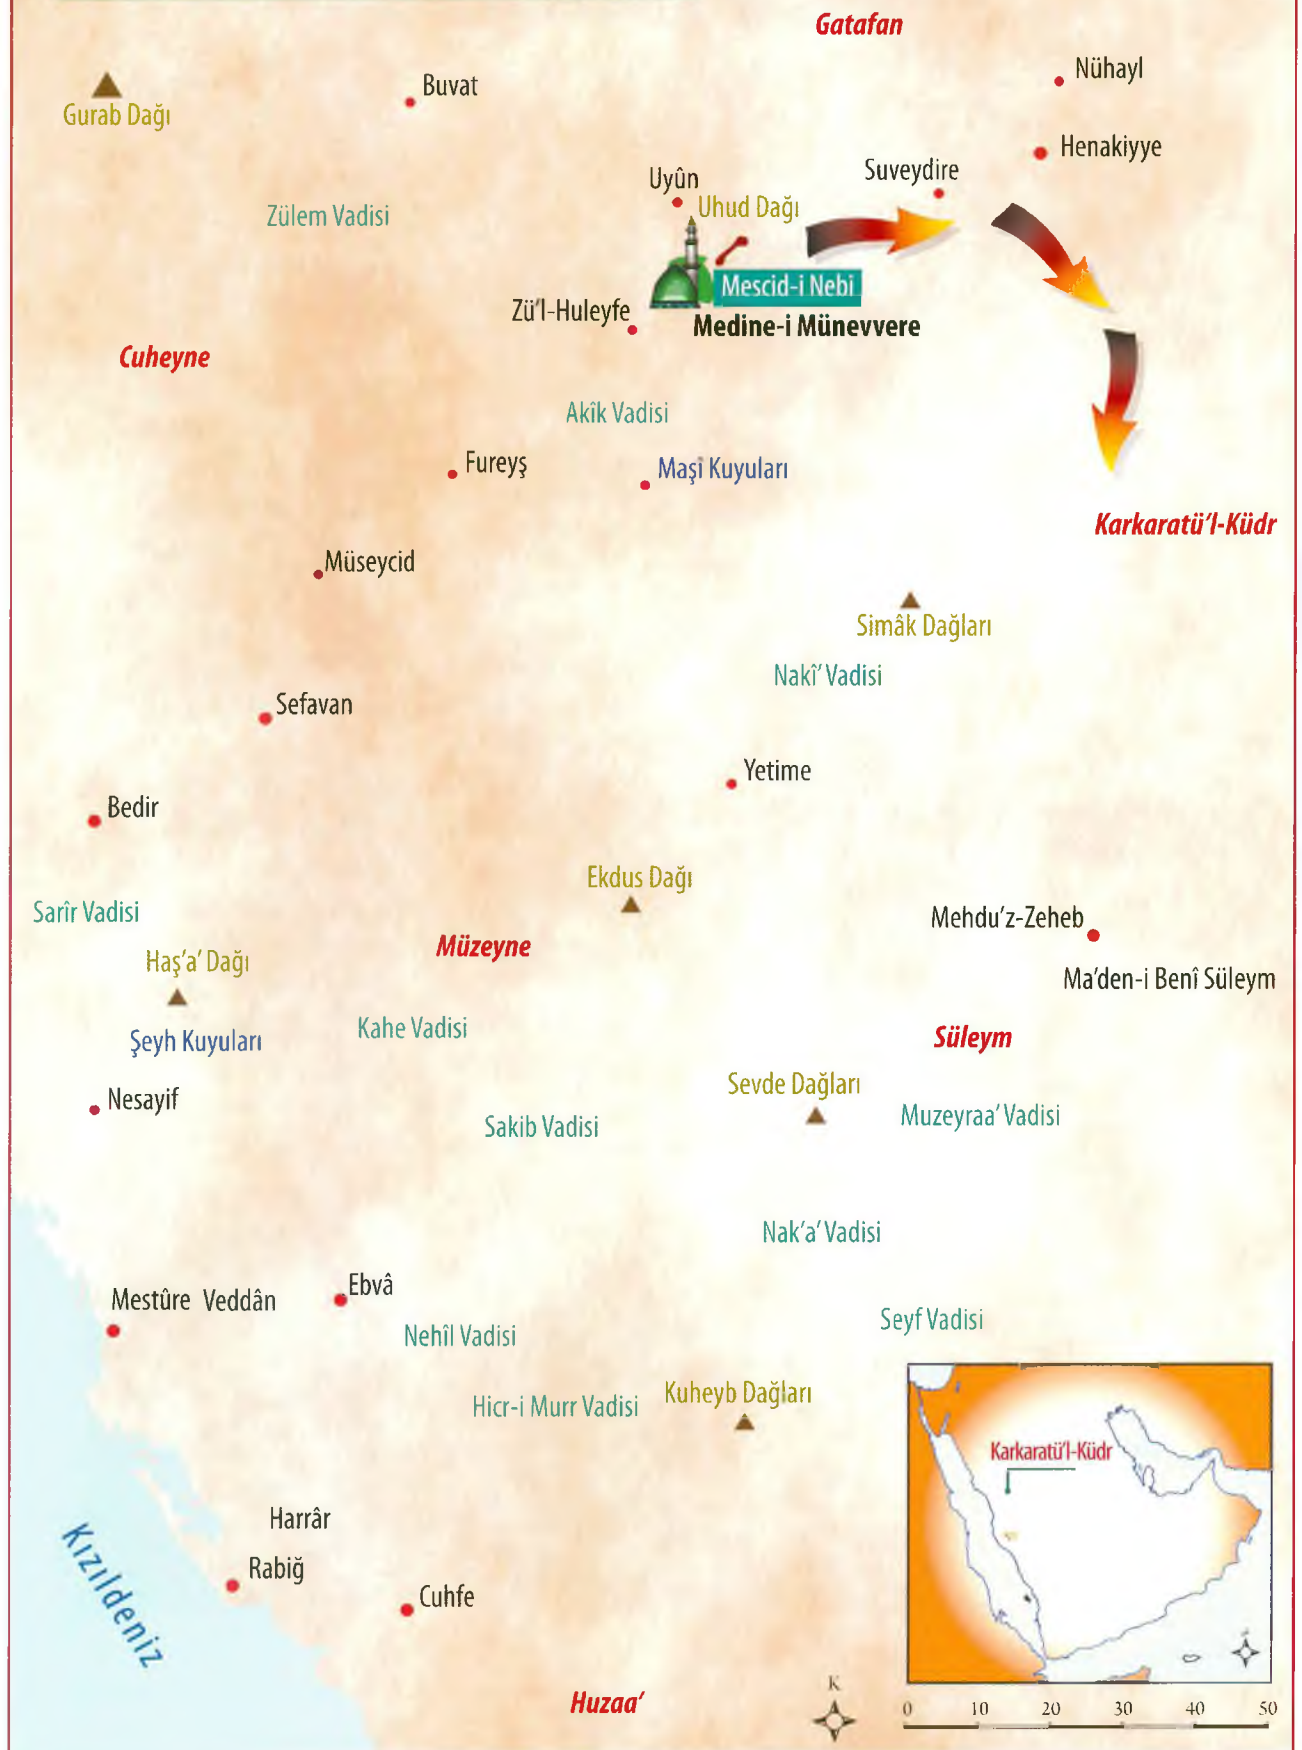 Gatafan
Nühayl
Buvat
Gurab Dağı
Henakiyye
Suveydire
Uyûn
Uhud Dağı
Zülem Vadisi
Mescid-i Nebi
Zü'l-Huleyfe
Medine-i Münevvere
Cuheyne
Akîk Vadisi
Fureyş
Maşî Kuyuları
Karkaratü'l-Küdr
Müseycid
Simâk Dağları
Nakî' Vadisi
Sefavan
Yetime
Bedir
Ekdus Dağı
Sarîr Vadisi
Mehdu'z-Zeheb
Müzeyne
Haş'a' Dağı
Ma'den-i Benî Süleym
Kahe Vadisi
Şeyh Kuyuları
Süleym
Sevde Dağları
Nesayif
Muzeyraa' Vadisi
Sakib Vadisi
Nak'a' Vadisi
Ebvâ
Mestûre Veddân
Seyf Vadisi
Nehîl Vadisi
Kuheyb Dağları
Hicr-i Murr Vadisi
Karkaratü'l-Küdr
Harrâr
Rabiğ
Kızıldeniz
Cuhfe
K
Huzaa'
0 10 20 30 40 50